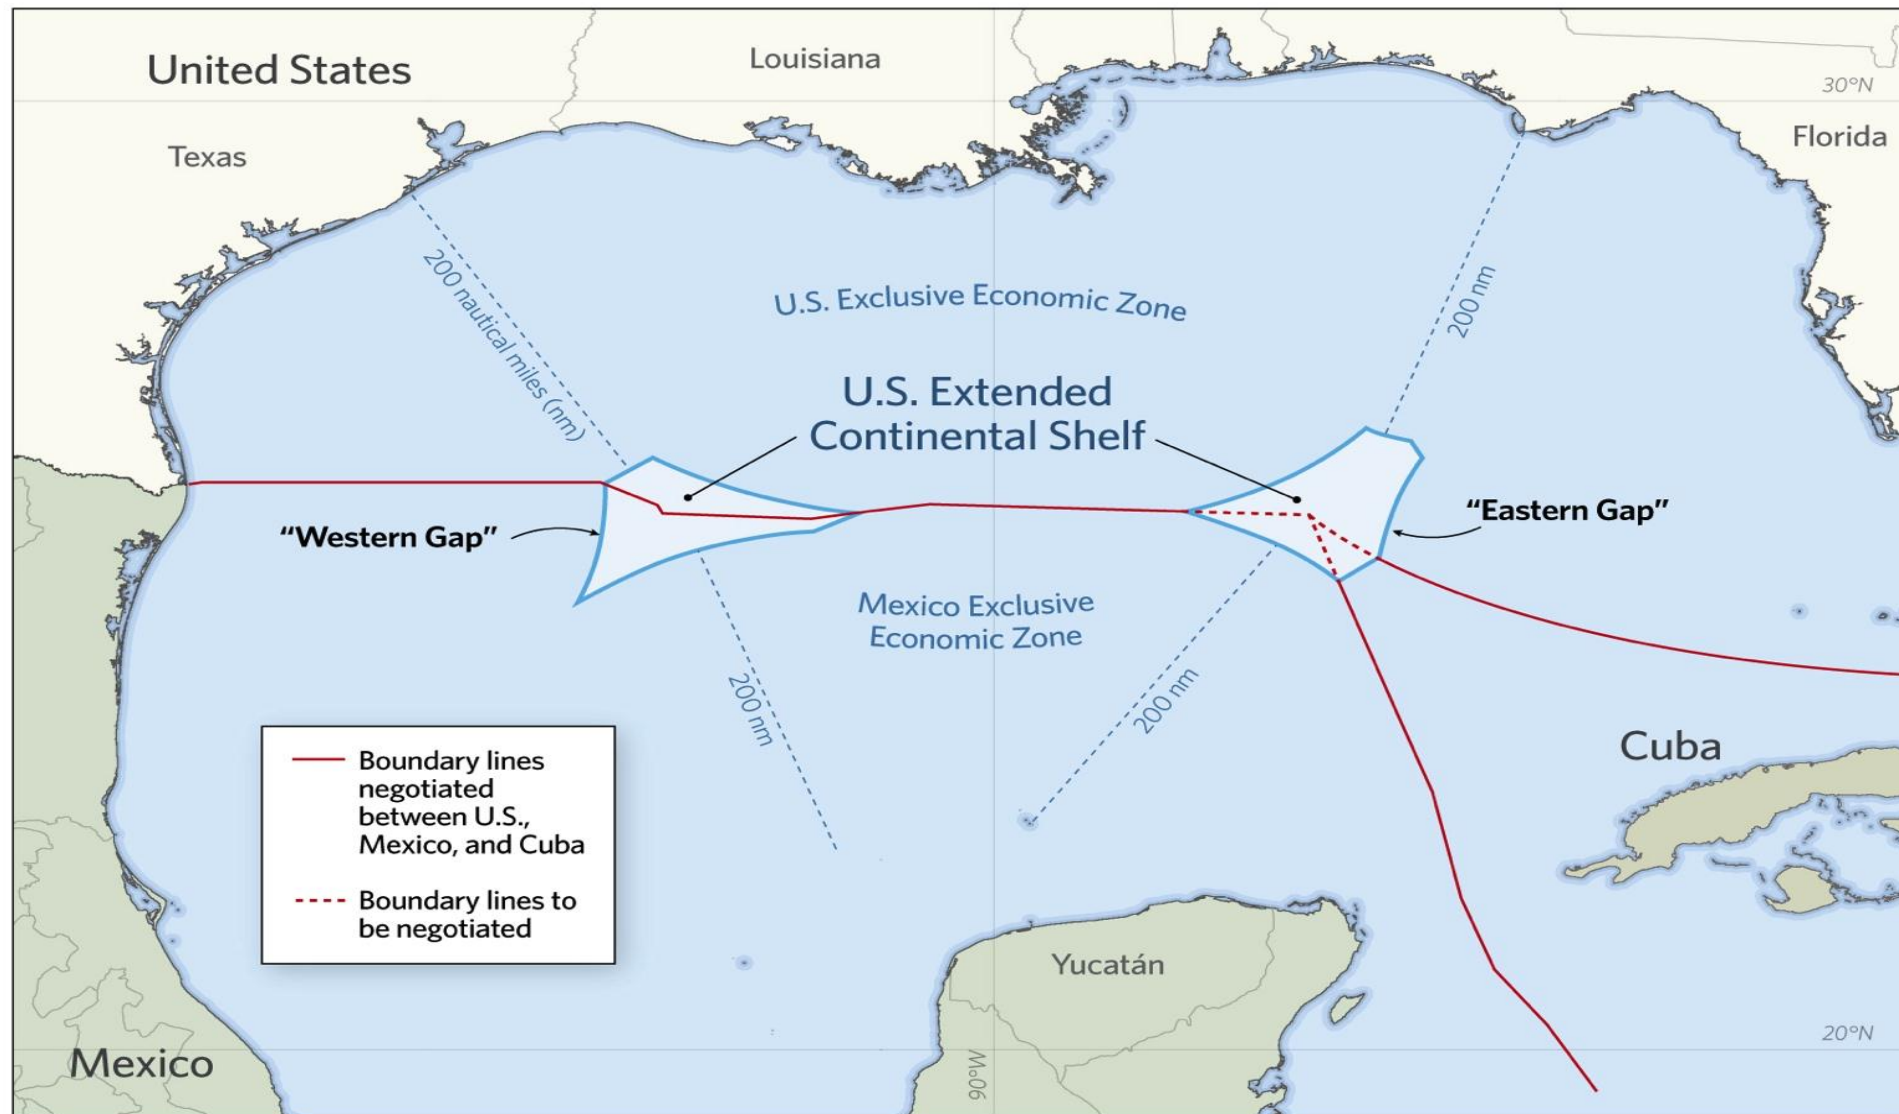 United States
Louisiana
30°N
Texas
Florida
200 nautical miles (nm)
200 nm
U.S. Exclusive Economic Zone
U.S. Extended
Continental Shelf
“Western Gap”
“Eastern Gap”
Mexico Exclusive
Economic Zone
200 nm
200 nm
Cuba
Boundary lines
negotiated
between U.S.,
Mexico, and Cuba
Boundary lines to
be negotiated
Yucatán
20°N
Mexico
90°W